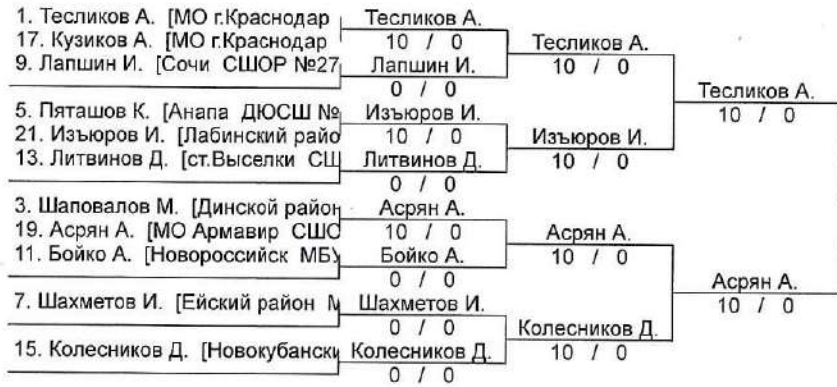 1. Тесликов А. [МО г.Краснодар
17. Кузиков А. [МО г.Краснодар
9. Лапшин И. [Сочи СШОР №27
5. Пяташов К. [Анапа ДЮСШ №
21. Изъюров И. [Лабинский райо
13. Литвинов Д. [ст.Выселки СШ
3. Шаповалов М. [Динской район
19. Асрян А. [МО Армавир СШО
11. Бойко А. [Новороссийск МБУ
7. Шахметов И. [Ейский район М
15. Колесников Д. [Новокубански
Тесликов А.
10 / 0
Лапшин И.
0 / 0
Изъюров И.
10 / 0
Литвинов Д.
0 / 0
Асрян А.
10 / 0
Бойко А.
0 / 0
Шахметов И.
0 / 0
Колесников Д.
0 / 0
Тесликов А.
10 / 0
Изъюров И.
10 / 0
Асрян А.
10 / 0
Колесников Д.
10 / 0
Тесликов А.
10 / 0
Асрян А.
10 / 0